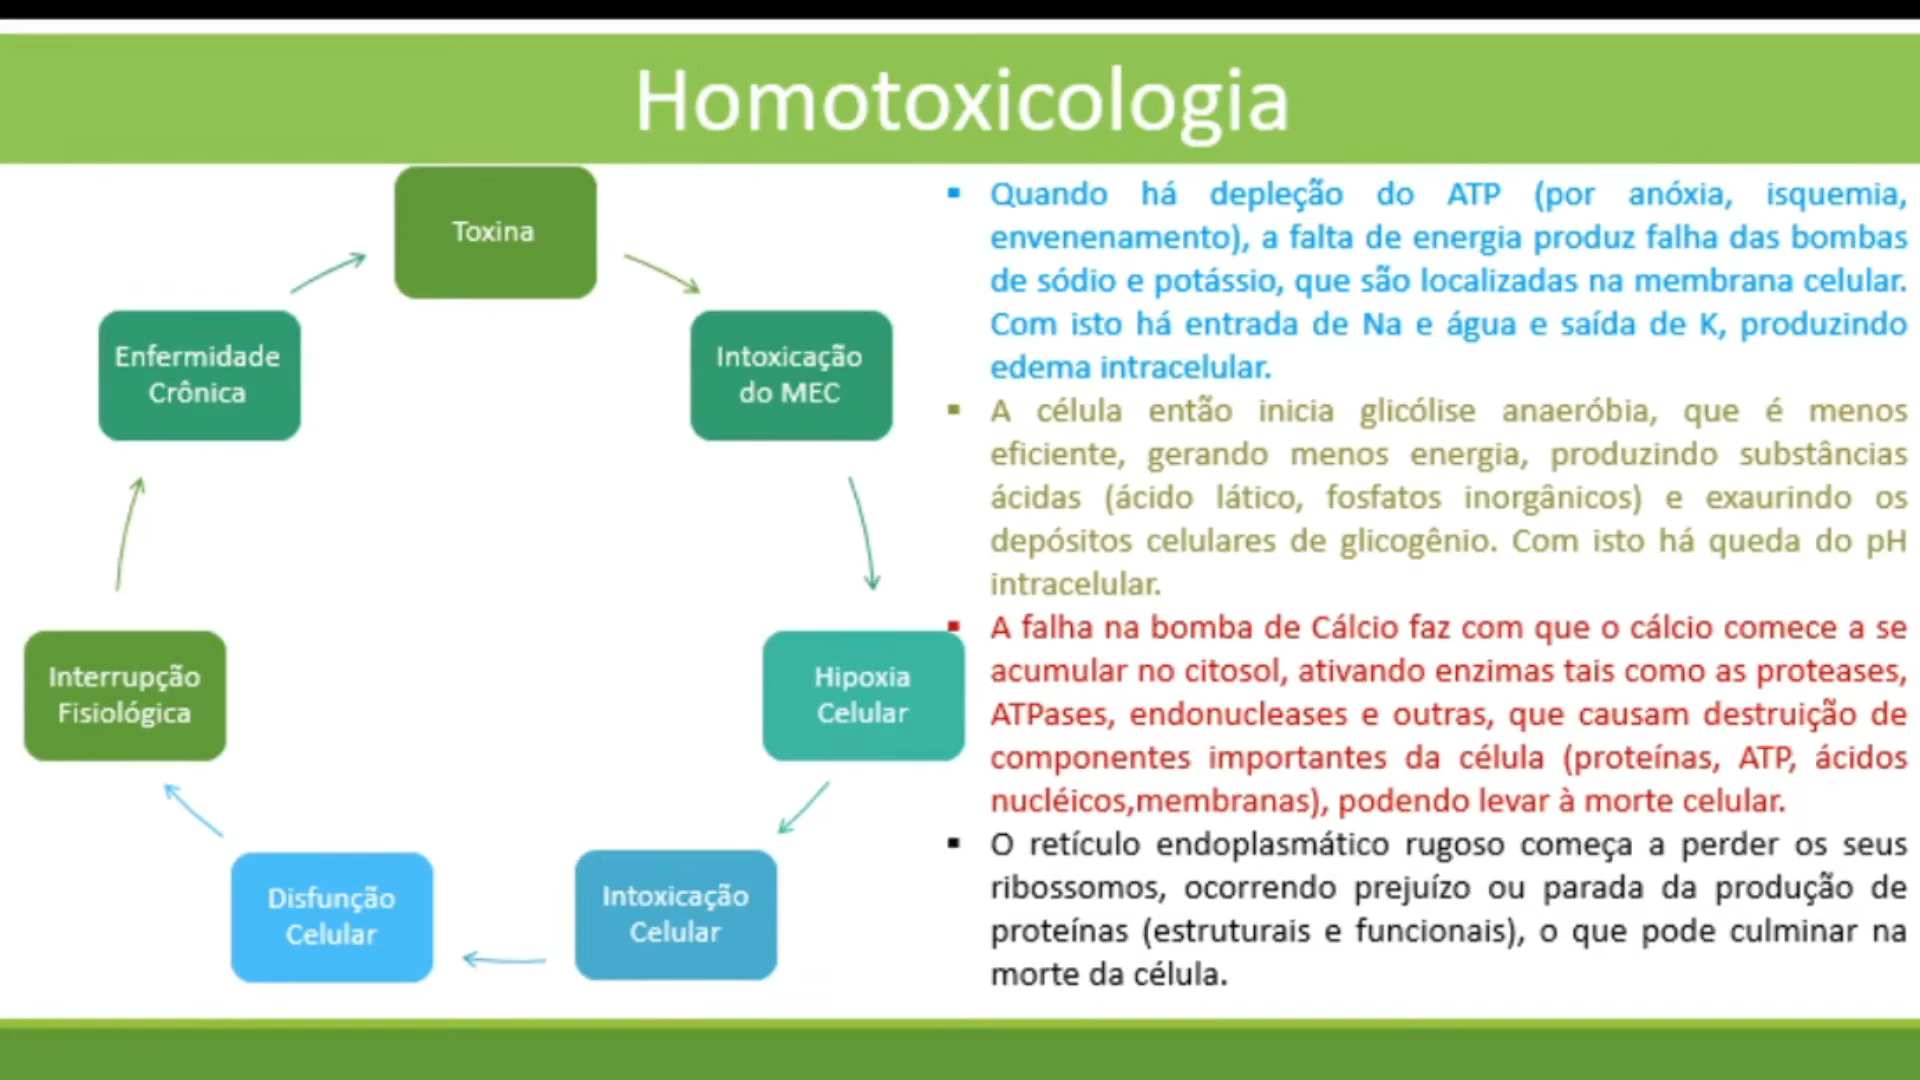 Homotoxicologia
Toxina
Intoxicação
do MEC
Hipoxia
Celular
Intoxicação
Celular
Disfunção
Celular
Interrupção
Fisiológica
Enfermidade
Crônica
▪ Quando há depleção do ATP (por anóxia, isquemia,
envenenamento), a falta de energia produz falha das bombas
de sódio e potássio, que são localizadas na membrana celular.
Com isto há entrada de Na e água e saída de K, produzindo
edema intracelular.
▪ A célula então inicia glicólise anaeróbia, que é menos
eficiente, gerando menos energia, produzindo substâncias
ácidas (ácido lático, fosfatos inorgânicos) e exaurindo os
depósitos celulares de glicogênio. Com isto há queda do pH
intracelular.
▪ A falha na bomba de Cálcio faz com que o cálcio comece a se
acumular no citosol, ativando enzimas tais como as proteases,
ATPases, endonucleases e outras, que causam destruição de
componentes importantes da célula (proteínas, ATP, ácidos
nucléicos,membranas), podendo levar à morte celular.
▪ O retículo endoplasmático rugoso começa a perder os seus
ribossomos, ocorrendo prejuízo ou parada da produção de
proteínas (estruturais e funcionais), o que pode culminar na
morte da célula.